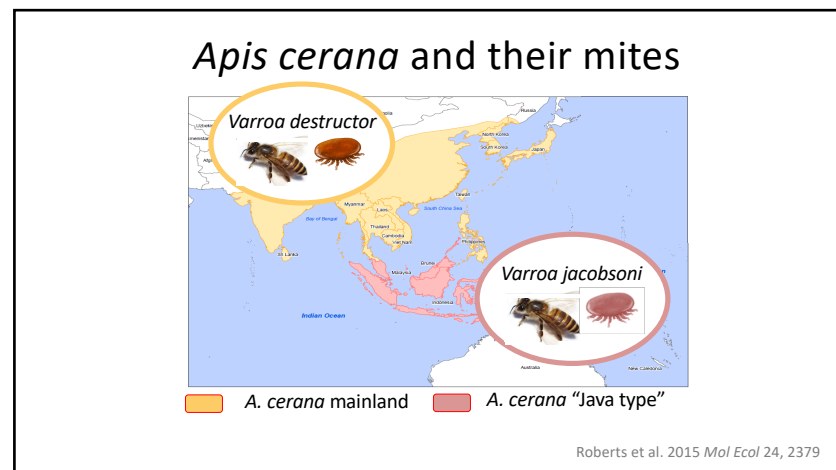 Apis cerana and their mites
Varroa destructor
Russia
North Korea
South Korea
Japan
Taiwan
Myanmar
Laos
Bay of Bengal
South China Sea
Thailand
Cambodia
Viet Nam
Philippines
Sri Lanka
Malaysia
Brunei
Indonesia
Varroa jacobsoni
Indian Ocean
Australia
New Caledonia
A. cerana mainland
A. cerana “Java type”
Roberts et al. 2015 Mol Ecol 24, 2379